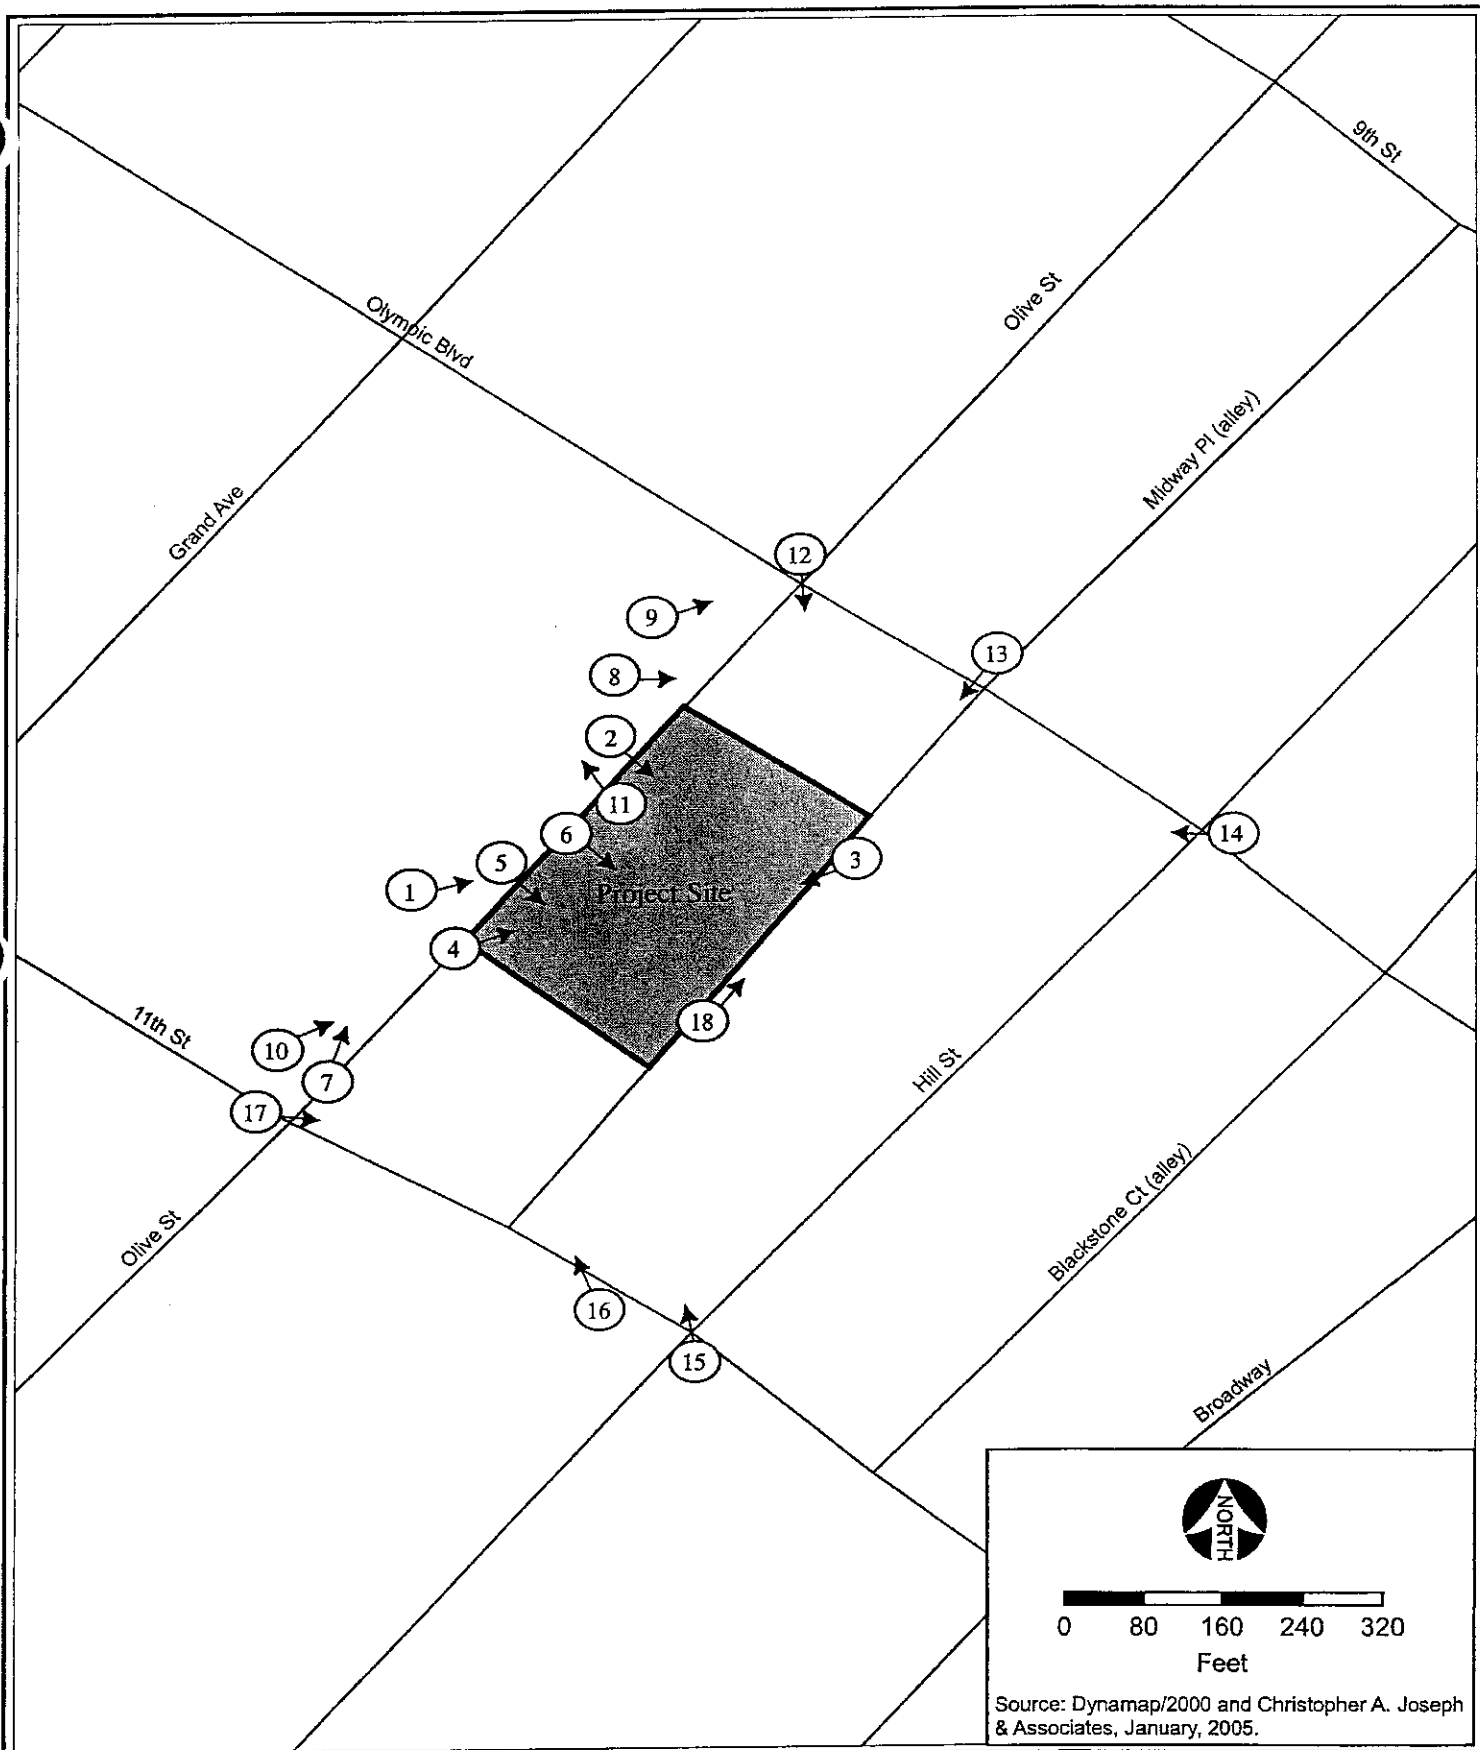 9th St
Olive St
Olympic Blvd
Midway Pl (alley)
Grand Ave
12
9
13
8
2
11
6
14
5
3
1
Project Site
4
11th St
18
10
7
Hill St
17
Olive St
Blackstone Ct (alley)
16
15
Broadway
NORTH
0 80 160 240 320
Feet
Source: Dynamap/2000 and Christopher A. Joseph
& Associates, January, 2005.